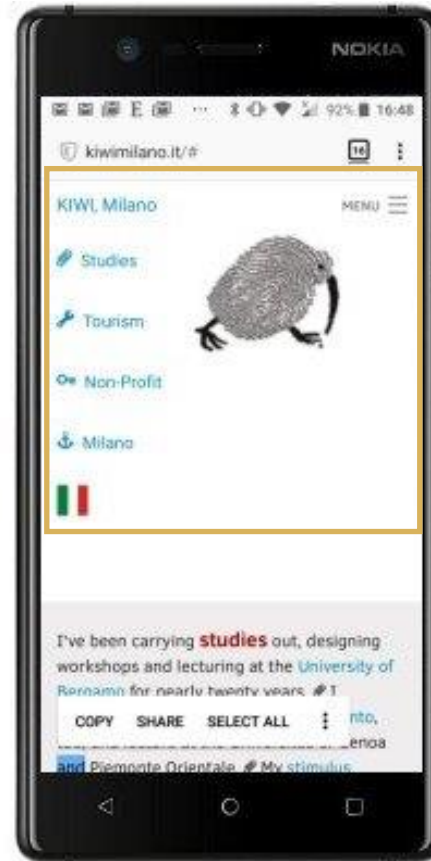 NOKIA
E ... 92% 16:48
kiwimilano.it/# 16
KIWI, Milano MENU
Studies
Tourism
Non-Profit
Milano
I've been carrying studies out, designing
workshops and lecturing at the University of
Bergamo for nearly twenty years. I
COPY SHARE SELECT ALL nto,
enoa
and Piemonte Orientale. My stimulus